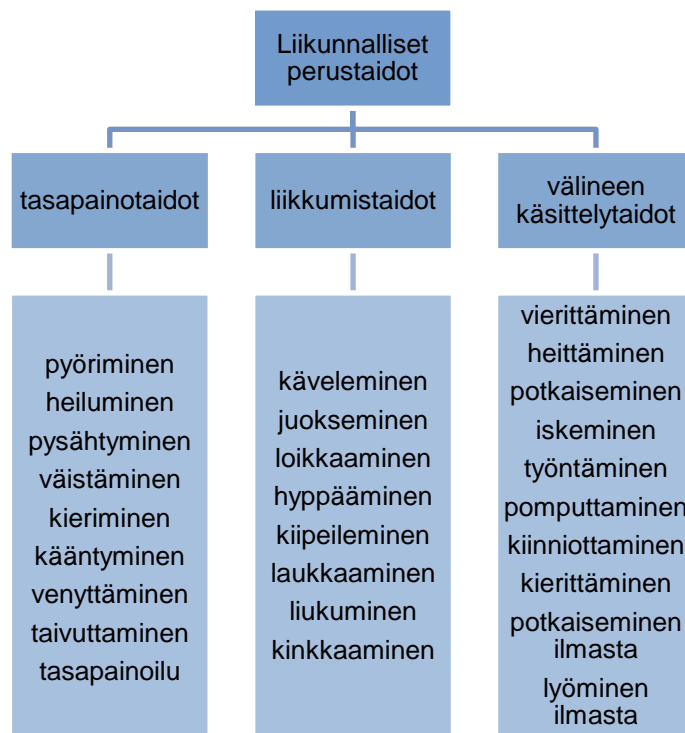 Liikunnalliset
perustaidot
tasapainotaidot
liikkumistaidot
välineen
käsittelytaidot
pyöriminen
heiluminen
pysähtyminen
väistäminen
kieriminen
kääntyminen
venyttäminen
taivuttaminen
tasapainoilu
käveleminen
juokseminen
loikkaaminen
hyppääminen
kiipeileminen
laukkaaminen
liukuminen
kinkkaaminen
vierittäminen
heittäminen
potkaiseminen
iskeminen
työntäminen
pomputtaminen
kiinniottaminen
kierittäminen
potkaiseminen
ilmasta
lyöminen
ilmasta